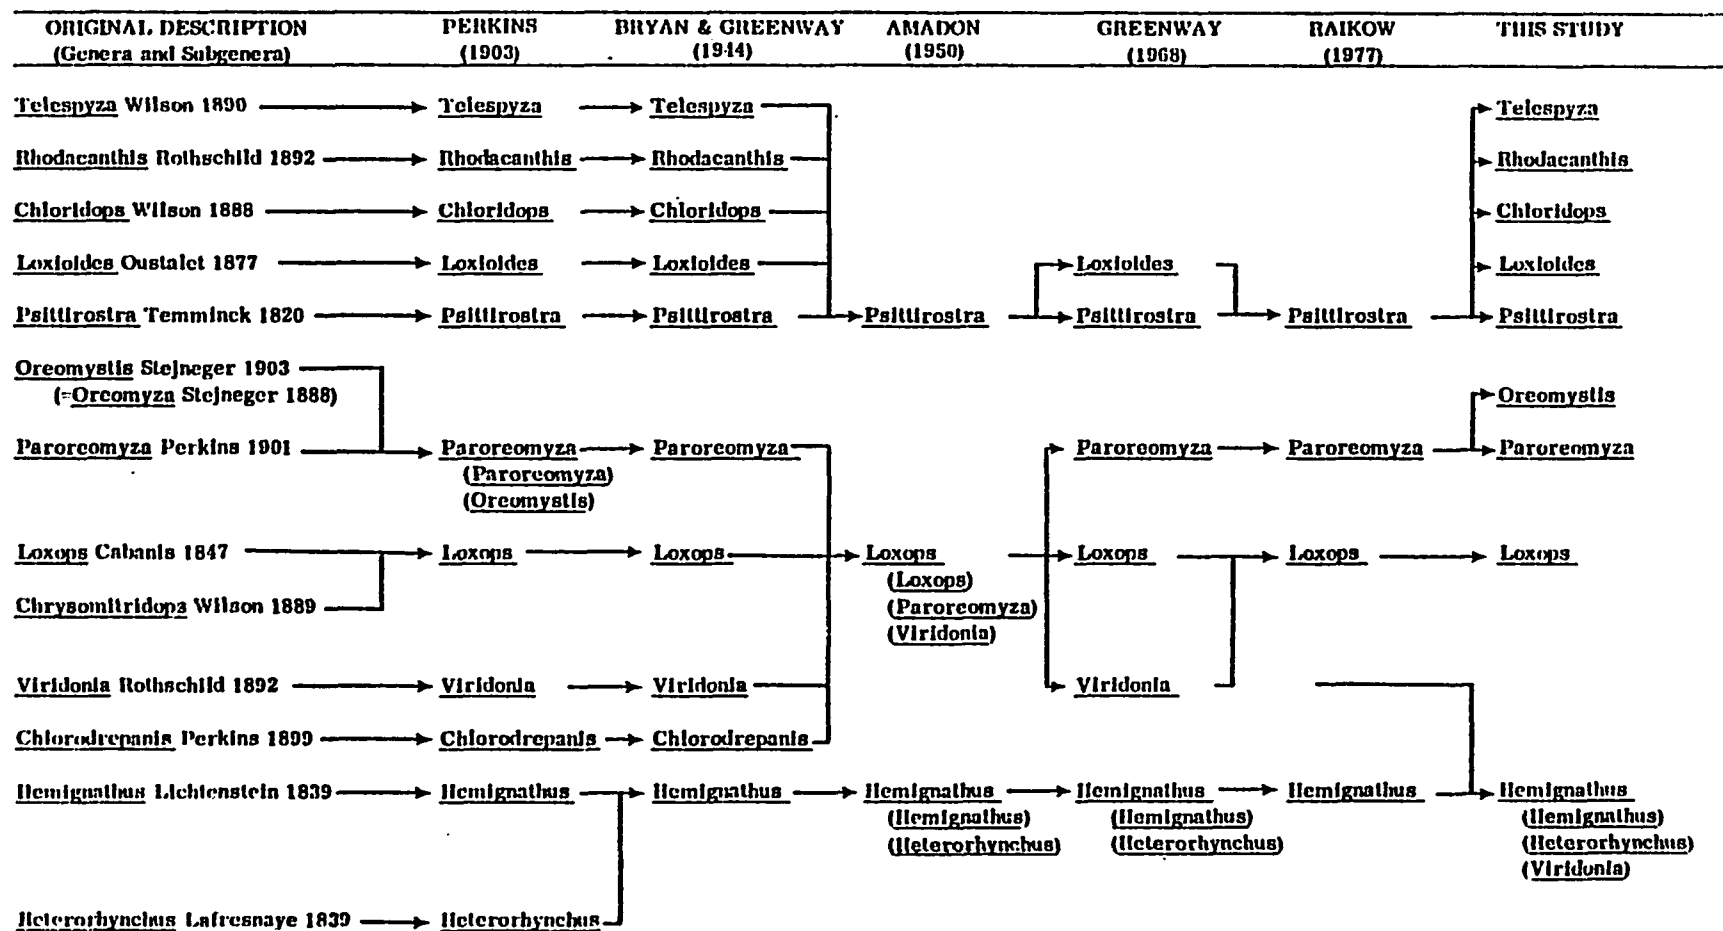 ORIGINAL DESCRIPTION PERKINS BRYAN & GREENWAY AMADON GREENWAY RAIKOW THIS STUDY
(Genera and Subgenera) (1903) (1944) (1950) (1968) (1977)
Telespyza Wilson 1890 Telespyza Telespyza Telespyza
Rhodacanthis Rothschild 1892 Rhodacanthis Rhodacanthis Rhodacanthis
Chloridops Wilson 1888 Chloridops Chloridops Chloridops
Loxioides Oustalet 1877 Loxioides Loxioides Loxioides Loxioides
Psittirostra Temminck 1820 Psittirostra Psittirostra Psittirostra Psittirostra Psittirostra Psittirostra
Oreomystis Stejneger 1903
(=Oreomyza Stejneger 1888) Oreomystis
Paroreomyza Perkins 1901 Paroreomyza Paroreomyza Paroreomyza Paroreomyza Paroreomyza
(Paroreomyza)
(Oreomystis)
Loxops Cabanis 1847 Loxops Loxops Loxops Loxops Loxops Loxops
(Loxops)
Chrysomitridops Wilson 1889 (Paroreomyza)
(Viridonia)
Viridonia Rothschild 1892 Viridonia Viridonia Viridonia
Chlorodrepanis Perkins 1899 Chlorodrepanis Chlorodrepanis
Hemignathus Lichtenstein 1839 Hemignathus Hemignathus Hemignathus Hemignathus Hemignathus Hemignathus
(Hemignathus) (Hemignathus) (Hemignathus)
(Heterorhynchus) (Heterorhynchus) (Heterorhynchus)
(Viridonia)
Heterorhynchus Lafresnaye 1839 Heterorhynchus